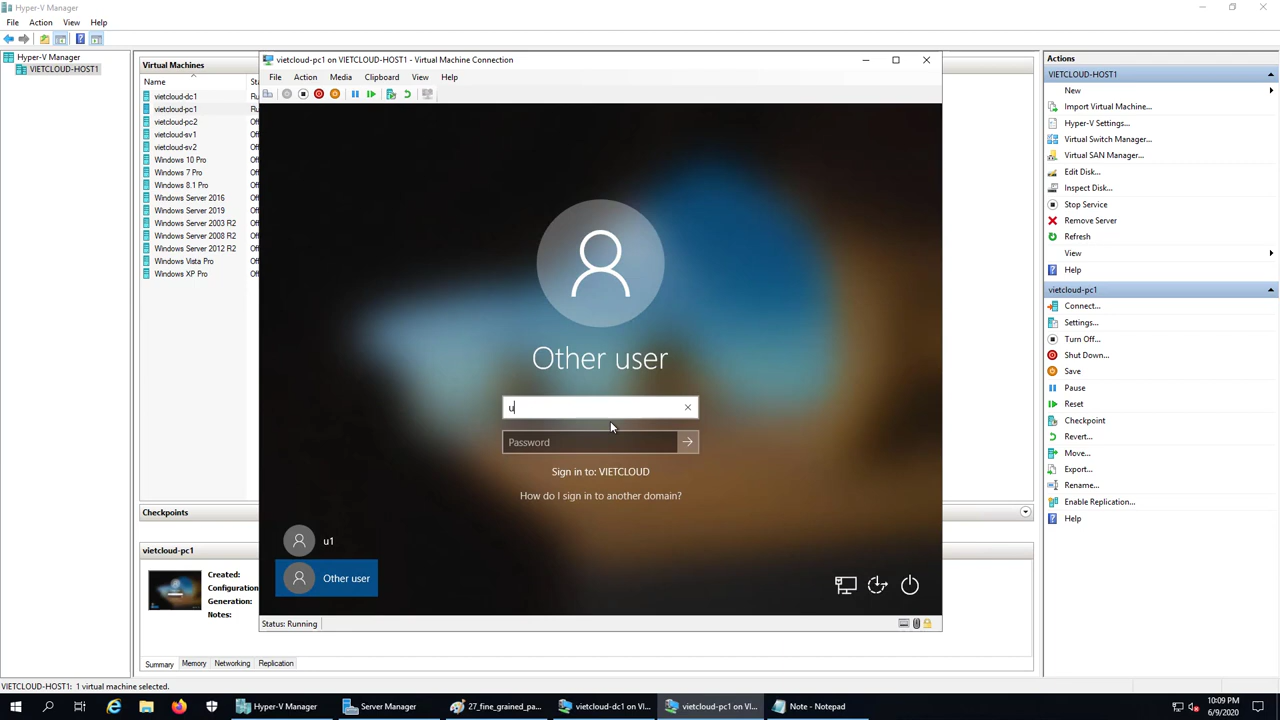 Hyper-V Manager
File Action View Help
Hyper-V Manager
VIETCLOUD-HOST1
Virtual Machines
Name
vietcloud-dc1
vietcloud-pc1
vietcloud-pc2
vietcloud-sv1
vietcloud-sv2
Windows 10 Pro
Windows 7 Pro
Windows 8.1 Pro
Windows Server 2016
Windows Server 2019
Windows Server 2003 R2
Windows Server 2008 R2
Windows Server 2012 R2
Windows Vista Pro
Windows XP Pro
Checkpoints
vietcloud-pc1
Created:
Configuration
Generation:
Notes:
Summary Memory Networking Replication
vietcloud-pc1 on VIETCLOUD-HOST1 - Virtual Machine Connection
File Action Media Clipboard View Help
Other user
u
Password
Sign in to: VIETCLOUD
How do I sign in to another domain?
u1
Other user
Status: Running
Actions
VIETCLOUD-HOST1
New
Import Virtual Machine...
Hyper-V Settings...
Virtual Switch Manager...
Virtual SAN Manager...
Edit Disk...
Inspect Disk...
Stop Service
Remove Server
Refresh
View
Help
vietcloud-pc1
Connect...
Settings...
Turn Off...
Shut Down...
Save
Pause
Reset
Checkpoint
Revert...
Move...
Export...
Rename...
Enable Replication...
Help
VIETCLOUD-HOST1: 1 virtual machine selected.
Hyper-V Manager
Server Manager
27_fine_grained_pa...
vietcloud-dc1 on VI...
vietcloud-pc1 on VI...
Note - Notepad
10:09 PM
6/9/2020